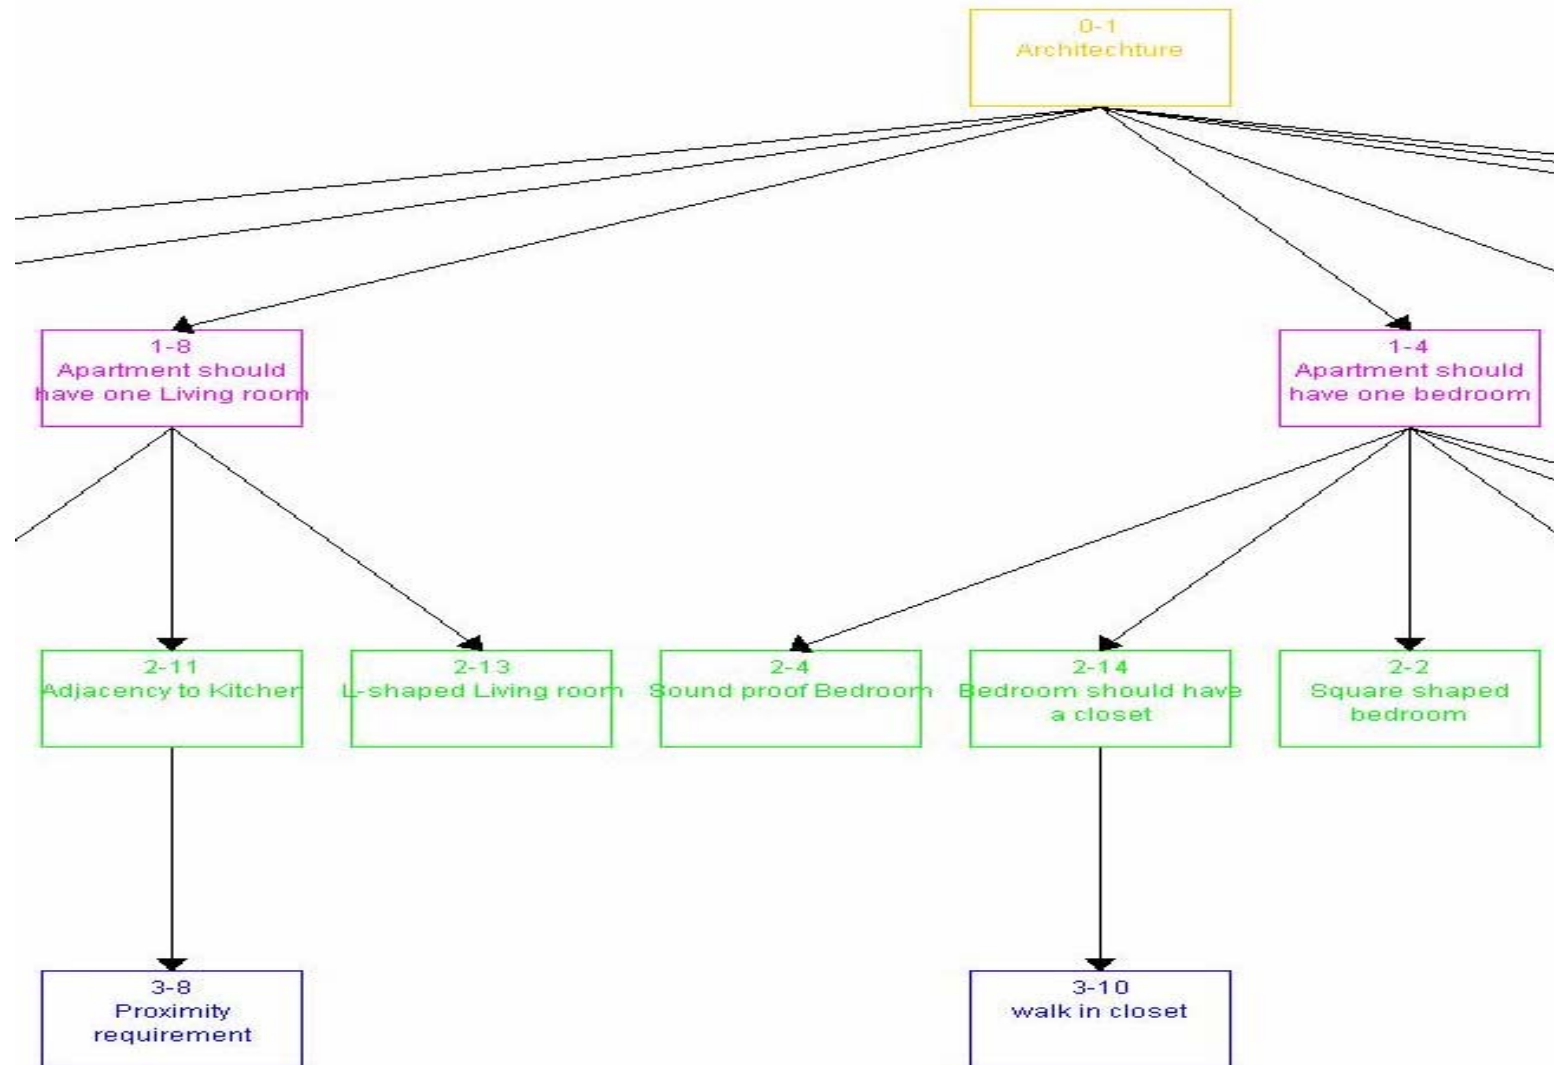 0-1
Architechture
1-8
Apartment should
have one Living room
1-4
Apartment should
have one bedroom
2-11
Adjacency to Kitchen
2-13
L-shaped Living room
2-4
Sound proof Bedroom
2-14
Bedroom should have
a closet
2-2
Square shaped
bedroom
3-8
Proximity
requirement
3-10
walk in closet